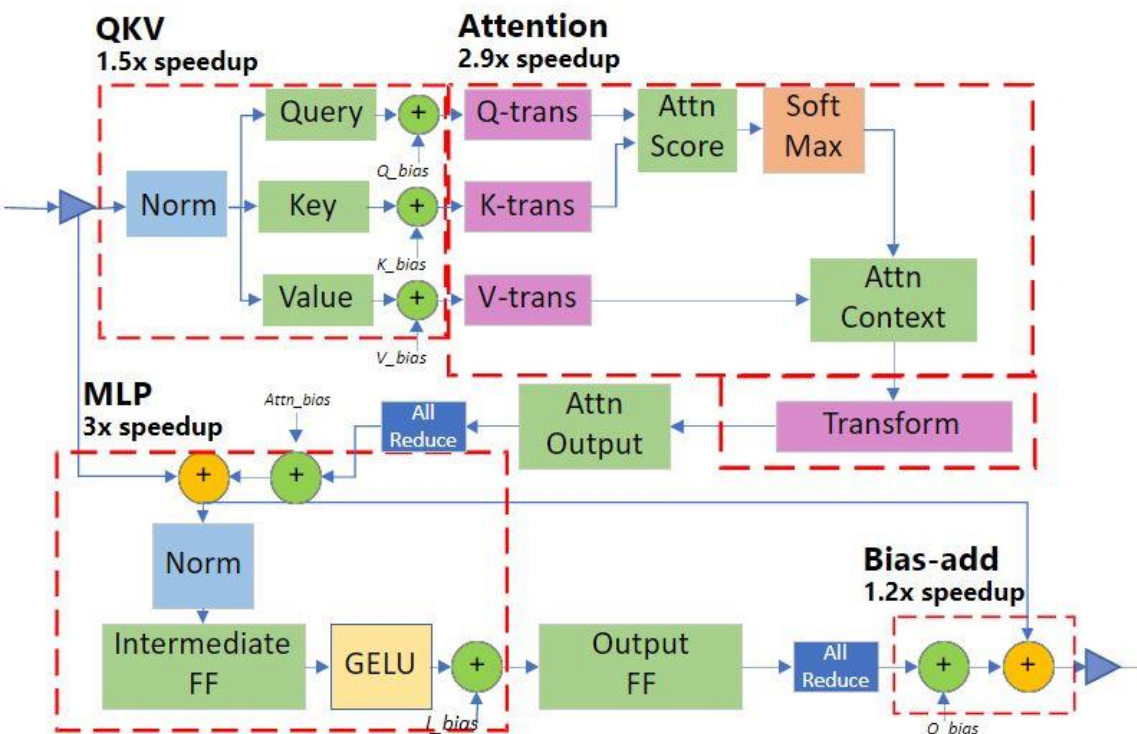 QKV
1.5x speedup
Attention
2.9x speedup
Query
+
Q_bias
Q-trans
Attn
Score
Soft
Max
Norm
Key
+
K_bias
K-trans
Value
+
V_bias
V-trans
Attn
Context
MLP
3x speedup
Attn_bias
All
Reduce
Attn
Output
Transform
+
+
Norm
Bias-add
1.2x speedup
Intermediate
FF
GELU
+
I_bias
Output
FF
All
Reduce
+
+
O_bias